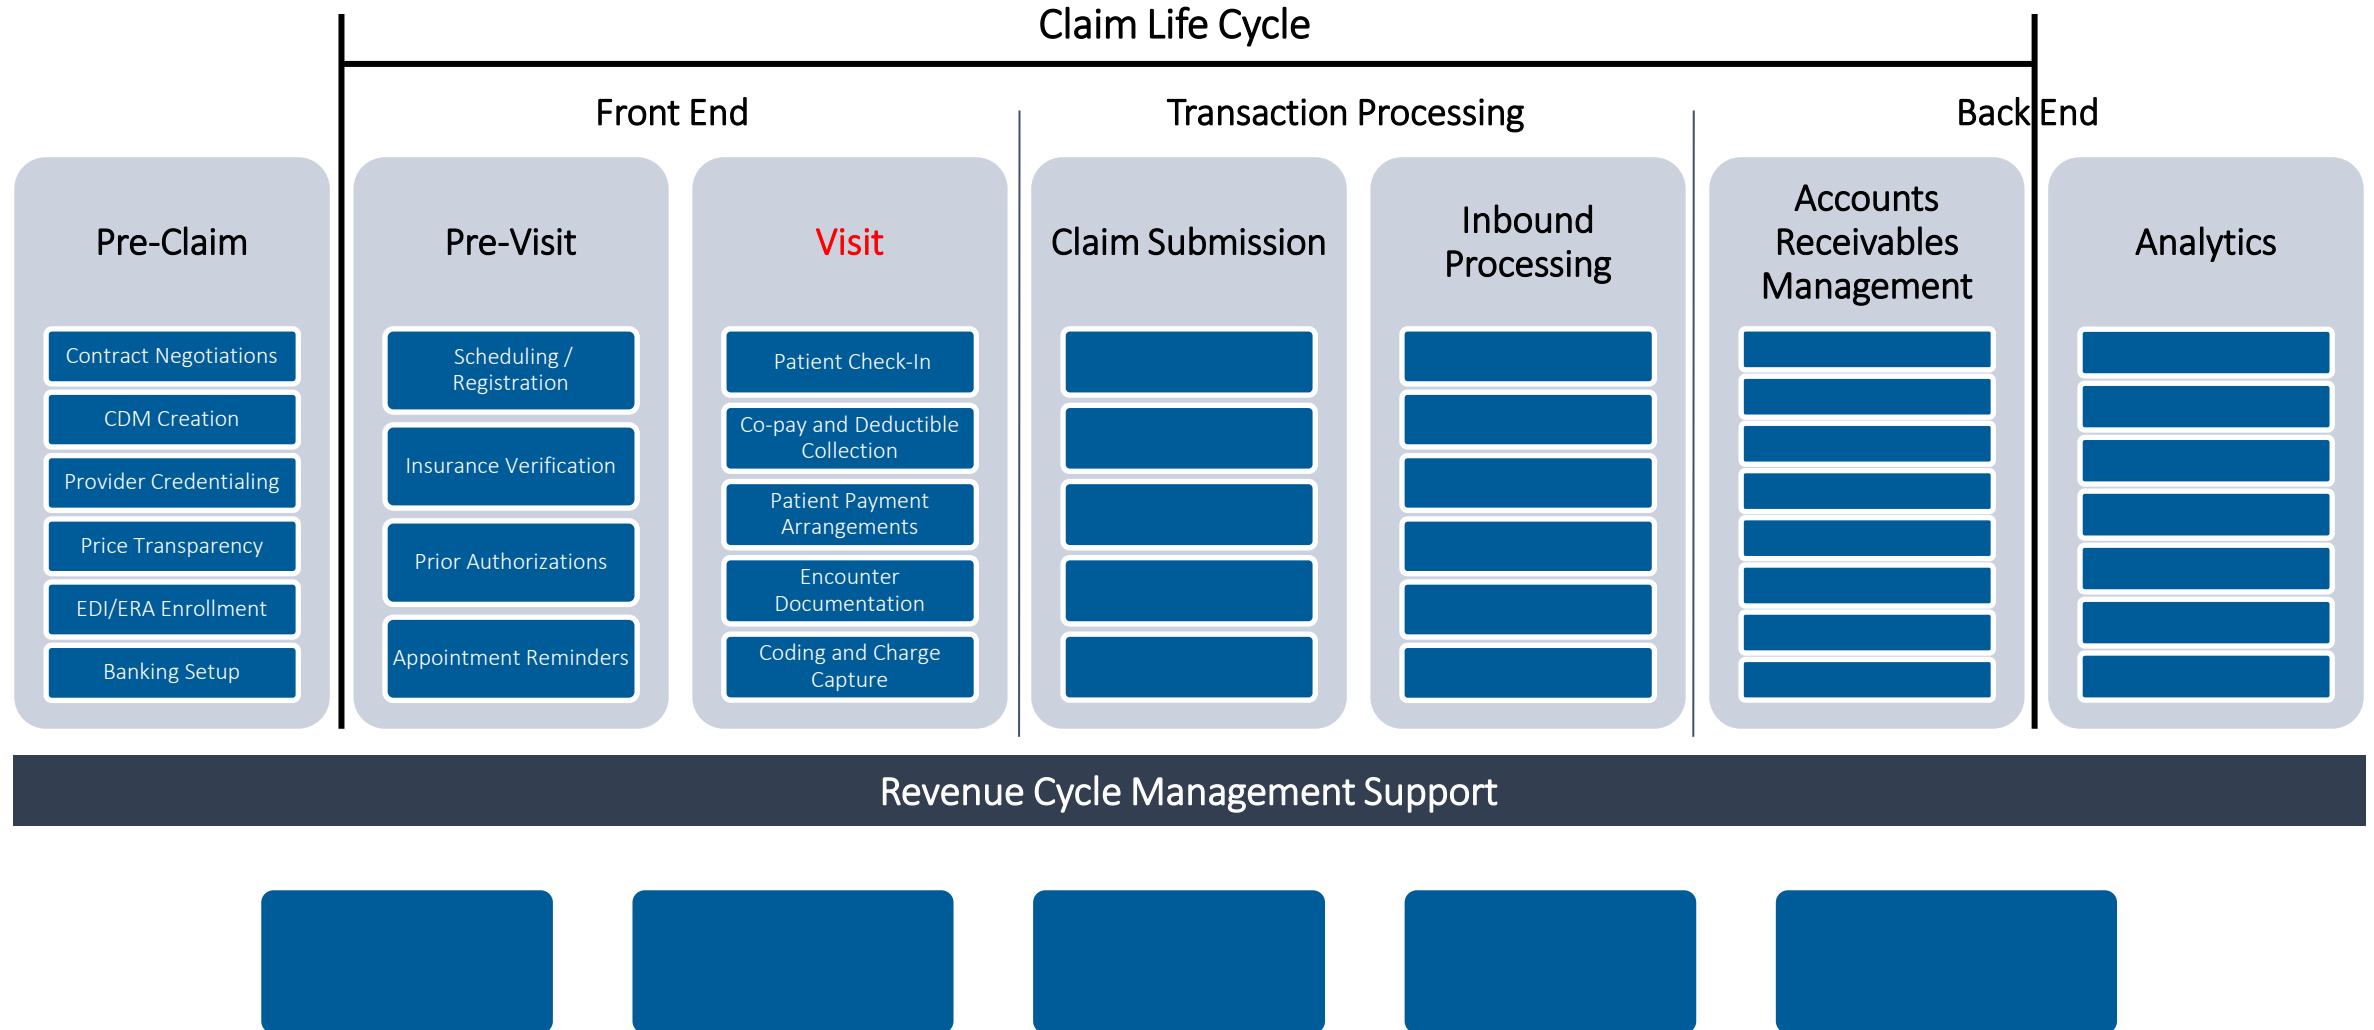 Claim Life Cycle
Front End
Transaction Processing
Back End
Pre-Claim
Contract Negotiations
CDM Creation
Provider Credentialing
Price Transparency
EDI/ERA Enrollment
Banking Setup
Pre-Visit
Scheduling /
Registration
Insurance Verification
Prior Authorizations
Appointment Reminders
Visit
Patient Check-In
Co-pay and Deductible
Collection
Patient Payment
Arrangements
Encounter
Documentation
Coding and Charge
Capture
Claim Submission
Inbound
Processing
Accounts
Receivables
Management
Analytics
Revenue Cycle Management Support